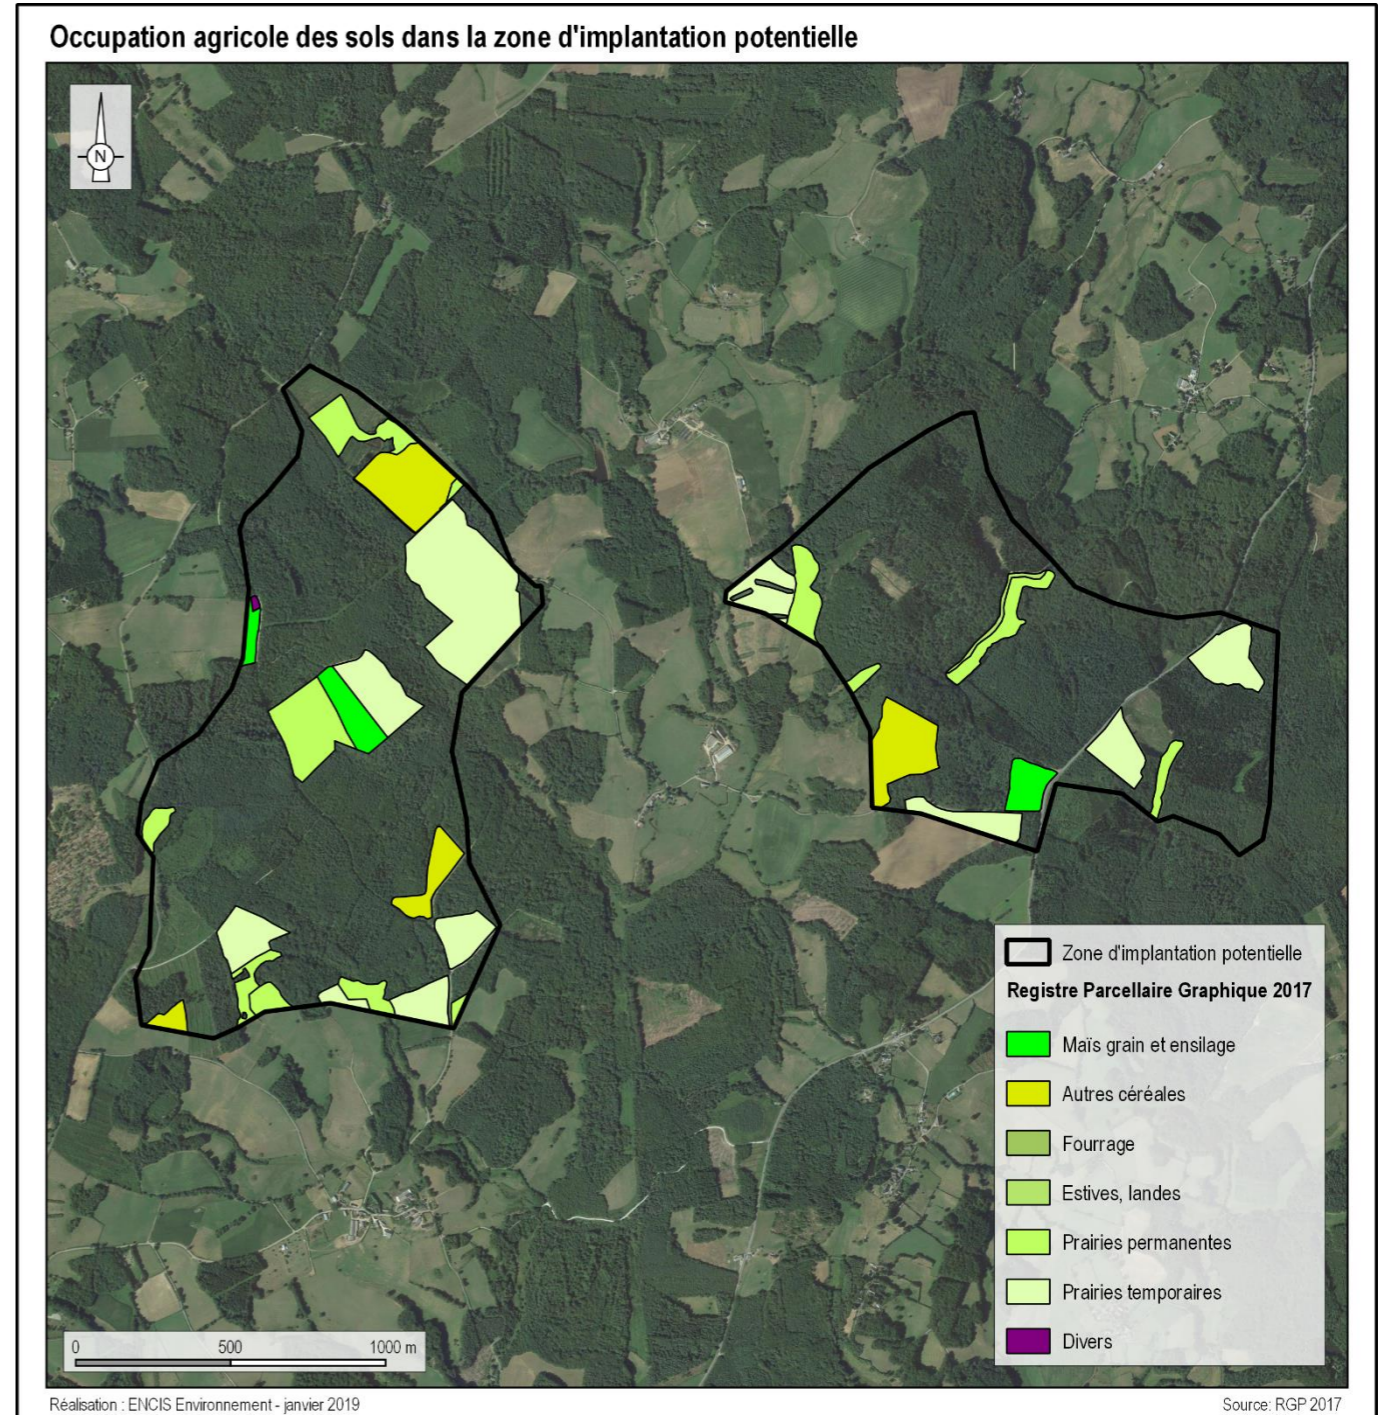 Occupation agricole des sols dans la zone d'implantation potentielle
N
Zone d'implantation potentielle
Registre Parcellaire Graphique 2017
Maïs grain et ensilage
Autres céréales
Fourrage
Estives, landes
Prairies permanentes
Prairies temporaires
Divers
0 500 1000 m
Réalisation : ENCIS Environnement - janvier 2019
Source: RGP 2017